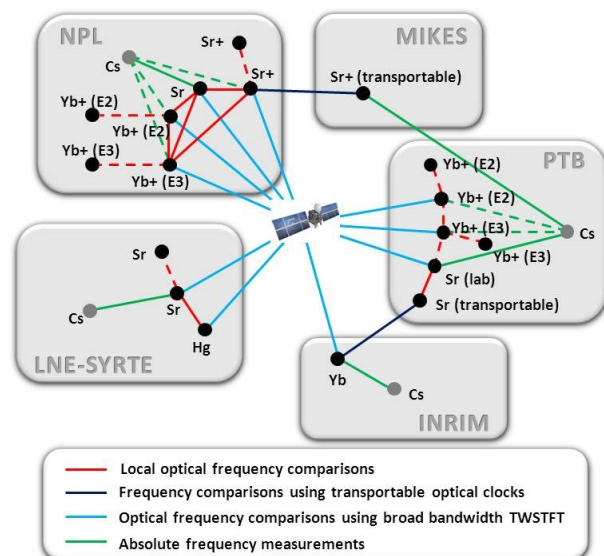 NPL
MIKES
Sr+
Cs
Sr
Sr+
Sr+ (transportable)
Yb+ (E2)
Yb+ (E2)
Yb+ (E3)
Yb+ (E3)
PTB
Yb+ (E2)
Yb+ (E2)
Yb+ (E3)
Cs
Yb+ (E3)
Sr (lab)
Sr (transportable)
Sr
Sr
Cs
Hg
LNE-SYRTE
Yb
Cs
INRIM
Local optical frequency comparisons
Frequency comparisons using transportable optical clocks
Optical frequency comparisons using broad bandwidth TWSTFT
Absolute frequency measurements